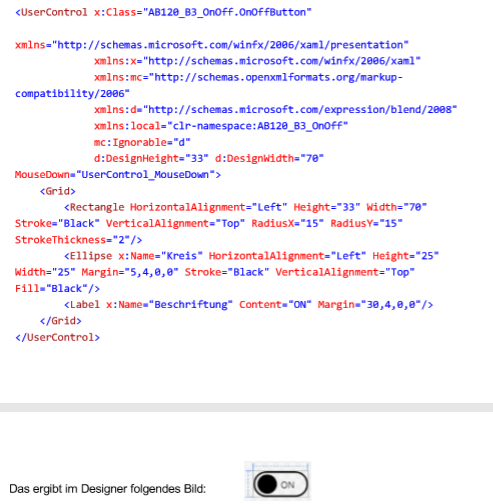 <UserControl x:Class="AB120_B3_OnOff.OnOffButton"
xmlns="http://schemas.microsoft.com/winfx/2006/xaml/presentation"
xmlns:x="http://schemas.microsoft.com/winfx/2006/xaml"
xmlns:mc="http://schemas.openxmlformats.org/markup-
compatibility/2006"
xmlns:d="http://schemas.microsoft.com/expression/blend/2008"
xmlns:local="clr-namespace:AB120_B3_OnOff"
mc:Ignorable="d"
d:DesignHeight="33" d:DesignWidth="70"
MouseDown="UserControl_MouseDown">
<Grid>
<Rectangle HorizontalAlignment="Left" Height="33" Width="70"
Stroke="Black" VerticalAlignment="Top" RadiusX="15" RadiusY="15"
StrokeThickness="2"/>
<Ellipse x:Name="Kreis" HorizontalAlignment="Left" Height="25"
Width="25" Margin="5,4,0,0" Stroke="Black" VerticalAlignment="Top"
Fill="Black"/>
<Label x:Name="Beschriftung" Content="ON" Margin="30,4,0,0"/>
</Grid>
</UserControl>
Das ergibt im Designer folgendes Bild:
ON